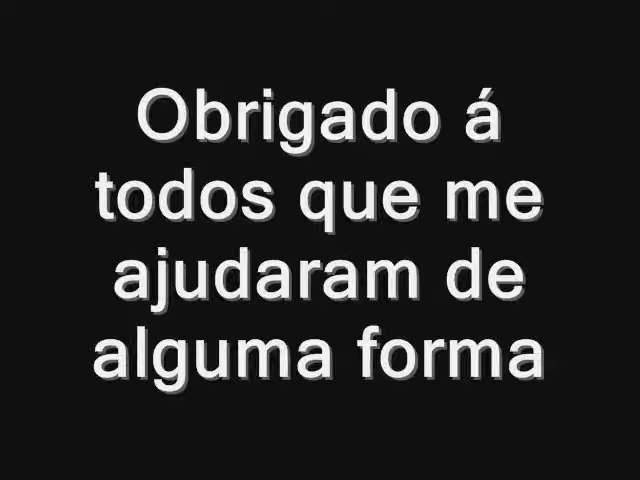 Obrigado á
todos que me
ajudaram de
alguma forma